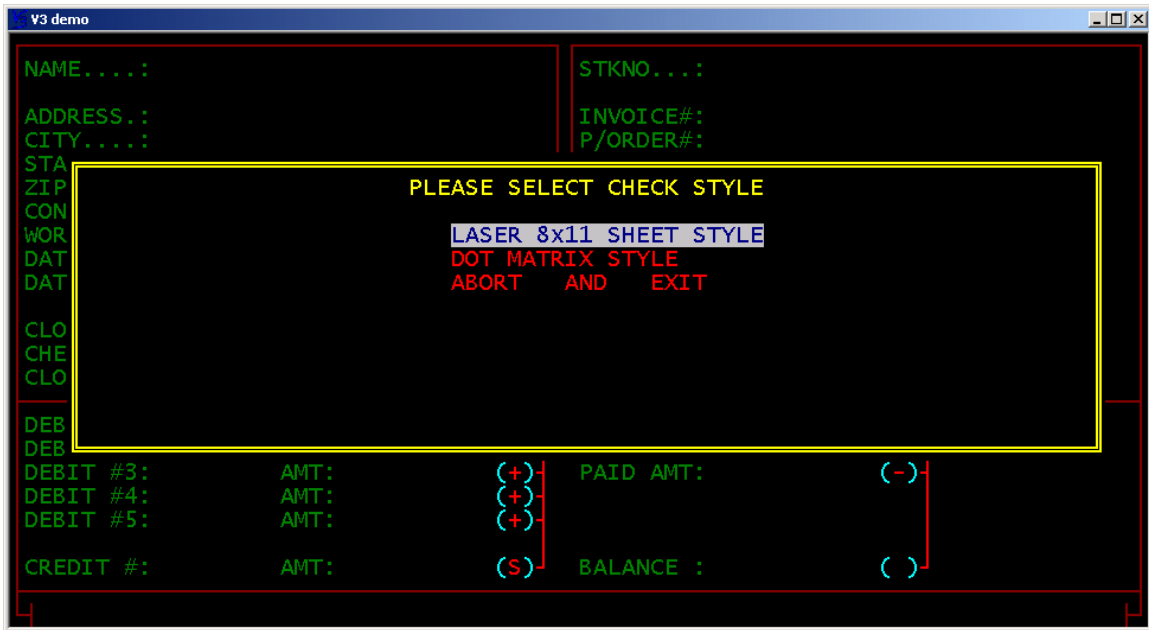 V3 demo
NAME....: STKNO...:
ADDRESS.: INVOICE#:
CITY....: P/ORDER#:
STA
ZIP PLEASE SELECT CHECK STYLE
CON
WOR LASER 8x11 SHEET STYLE
DAT DOT MATRIX STYLE
DAT ABORT AND EXIT
CLO
CHE
CLO
DEB
DEB
DEBIT #3: AMT: (+) PAID AMT: (-)
DEBIT #4: AMT: (+)
DEBIT #5: AMT: (+)
CREDIT #: AMT: (S) BALANCE : ( )